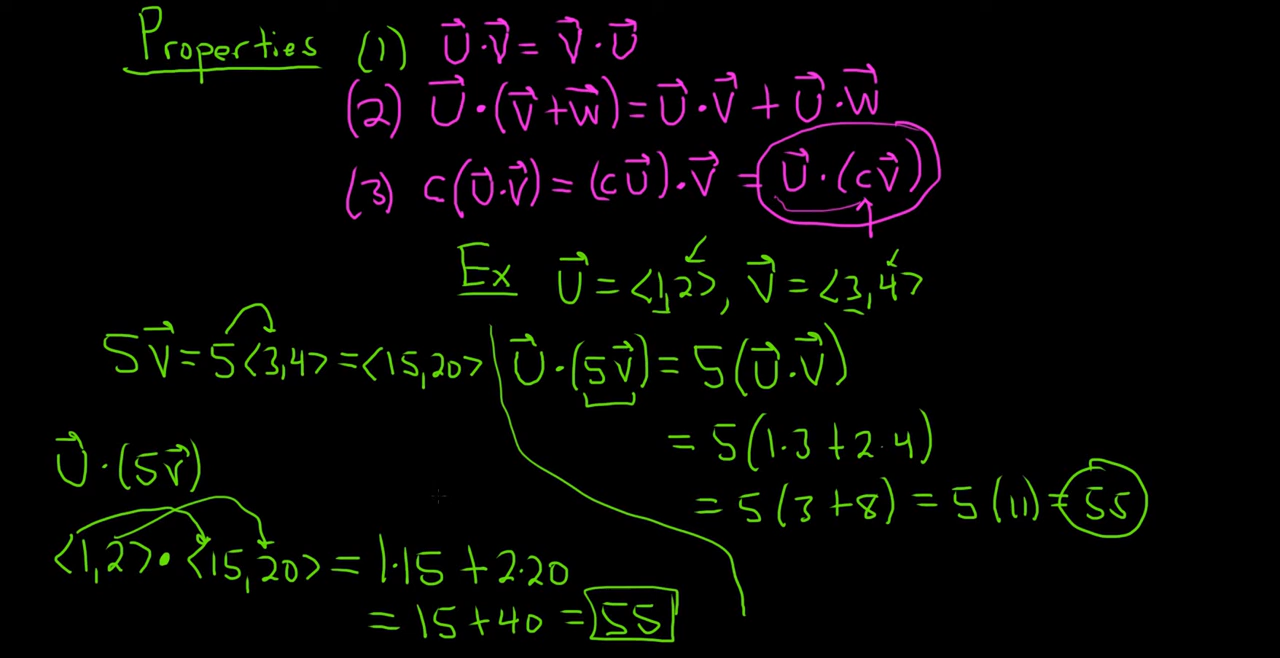 Properties (1) U⃗·V⃗ = V⃗·U⃗
(2) U⃗·(V⃗+W⃗) = U⃗·V⃗ + U⃗·W⃗
(3) c(U⃗·V⃗) = (cU⃗)·V⃗ = U⃗·(cV⃗)
Ex U⃗ = <1,2>, V⃗ = <3,4>
5V⃗ = 5<3,4> = <15,20>
U⃗·(5V⃗)
<1,2>·<15,20> = 1·15 + 2·20
= 15 + 40 = 55
U⃗·(5V⃗) = 5(U⃗·V⃗)
= 5(1·3 + 2·4)
= 5(3+8) = 5(11) = 55